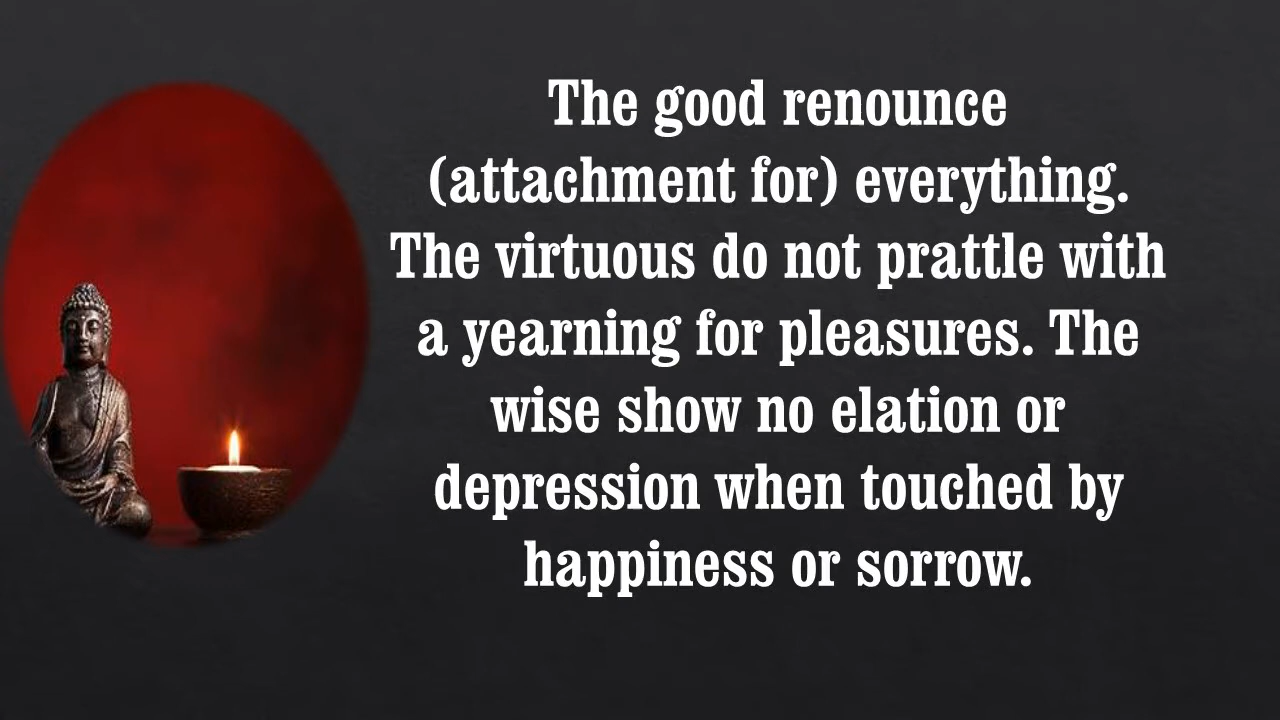 The good renounce
(attachment for) everything.
The virtuous do not prattle with
a yearning for pleasures. The
wise show no elation or
depression when touched by
happiness or sorrow.